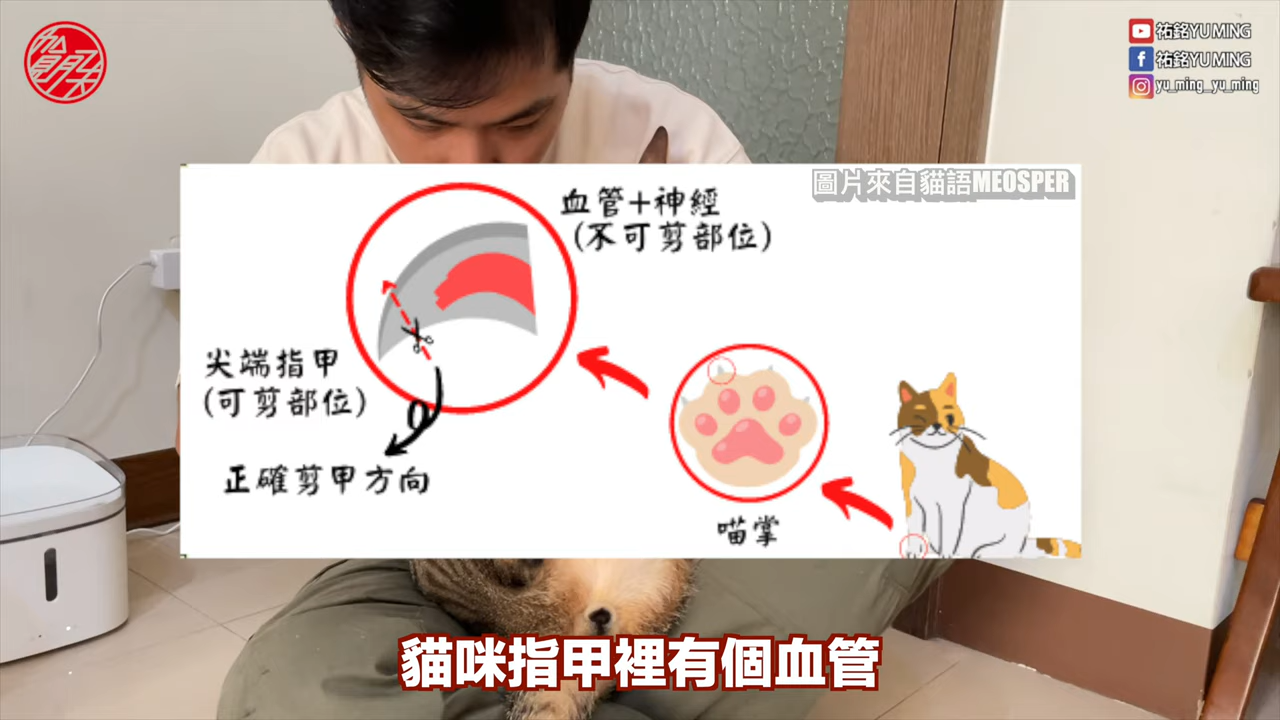 祐銘YU MING
祐銘YU MING
yu_ming_yu_ming
圖片來自貓語MEOSPER
血管+神經
(不可剪部位)
尖端指甲
(可剪部位)
正確剪甲方向
喵掌
貓咪指甲裡有個血管